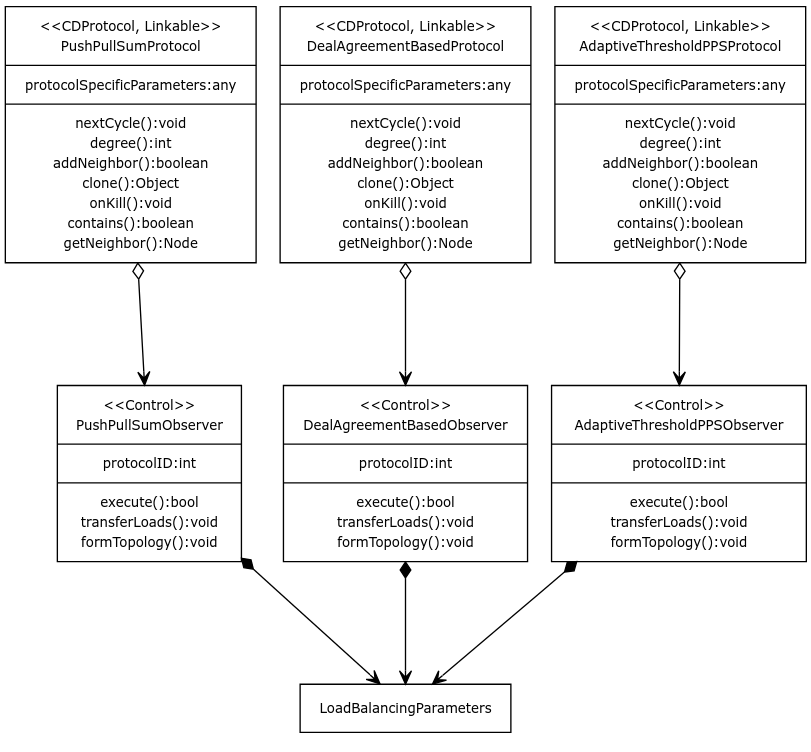 <<CDProtocol, Linkable>>
PushPullSumProtocol
protocolSpecificParameters:any
nextCycle():void
degree():int
addNeighbor():boolean
clone():Object
onKill():void
contains():boolean
getNeighbor():Node
<<CDProtocol, Linkable>>
DealAgreementBasedProtocol
protocolSpecificParameters:any
nextCycle():void
degree():int
addNeighbor():boolean
clone():Object
onKill():void
contains():boolean
getNeighbor():Node
<<CDProtocol, Linkable>>
AdaptiveThresholdPPSProtocol
protocolSpecificParameters:any
nextCycle():void
degree():int
addNeighbor():boolean
clone():Object
onKill():void
contains():boolean
getNeighbor():Node
<<Control>>
PushPullSumObserver
protocolID:int
execute():bool
transferLoads():void
formTopology():void
<<Control>>
DealAgreementBasedObserver
protocolID:int
execute():bool
transferLoads():void
formTopology():void
<<Control>>
AdaptiveThresholdPPSObserver
protocolID:int
execute():bool
transferLoads():void
formTopology():void
LoadBalancingParameters